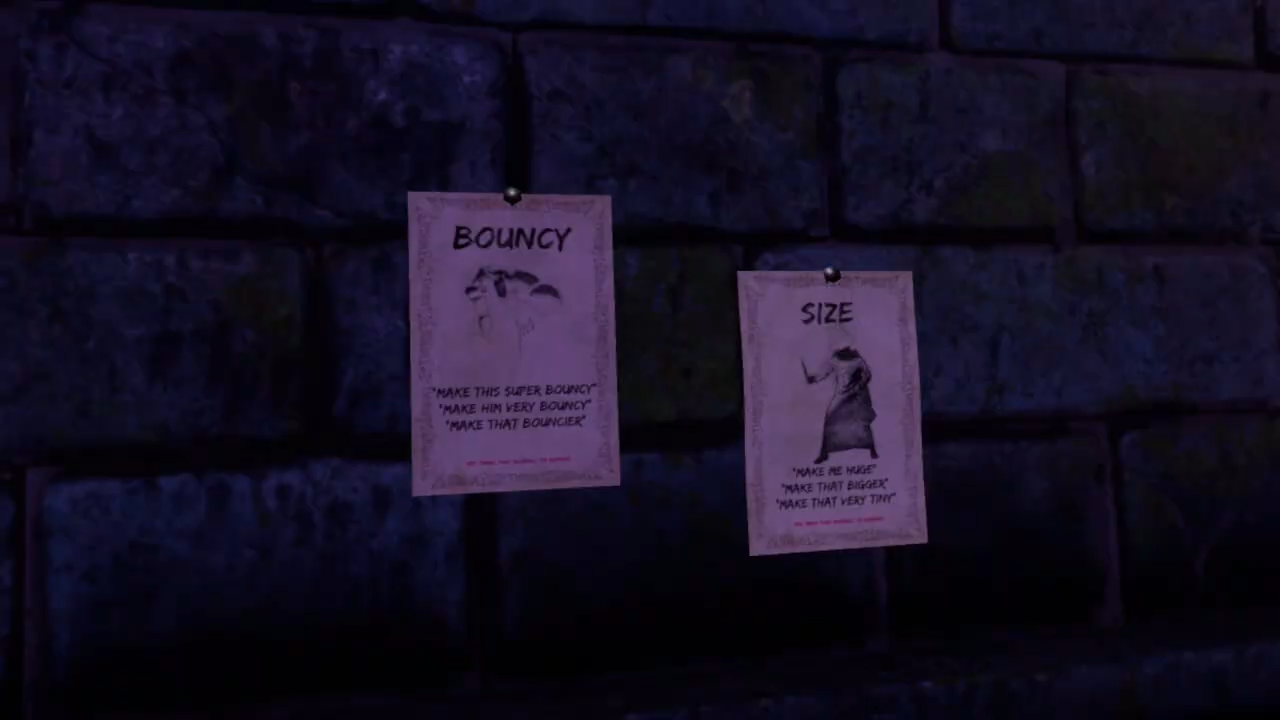 BOUNCY
"MAKE THIS SUPER BOUNCY"
"MAKE HIM VERY BOUNCY"
"MAKE THAT BOUNCIER"
SIZE
"MAKE ME HUGE"
"MAKE THAT BIGGER"
"MAKE THAT VERY TINY"